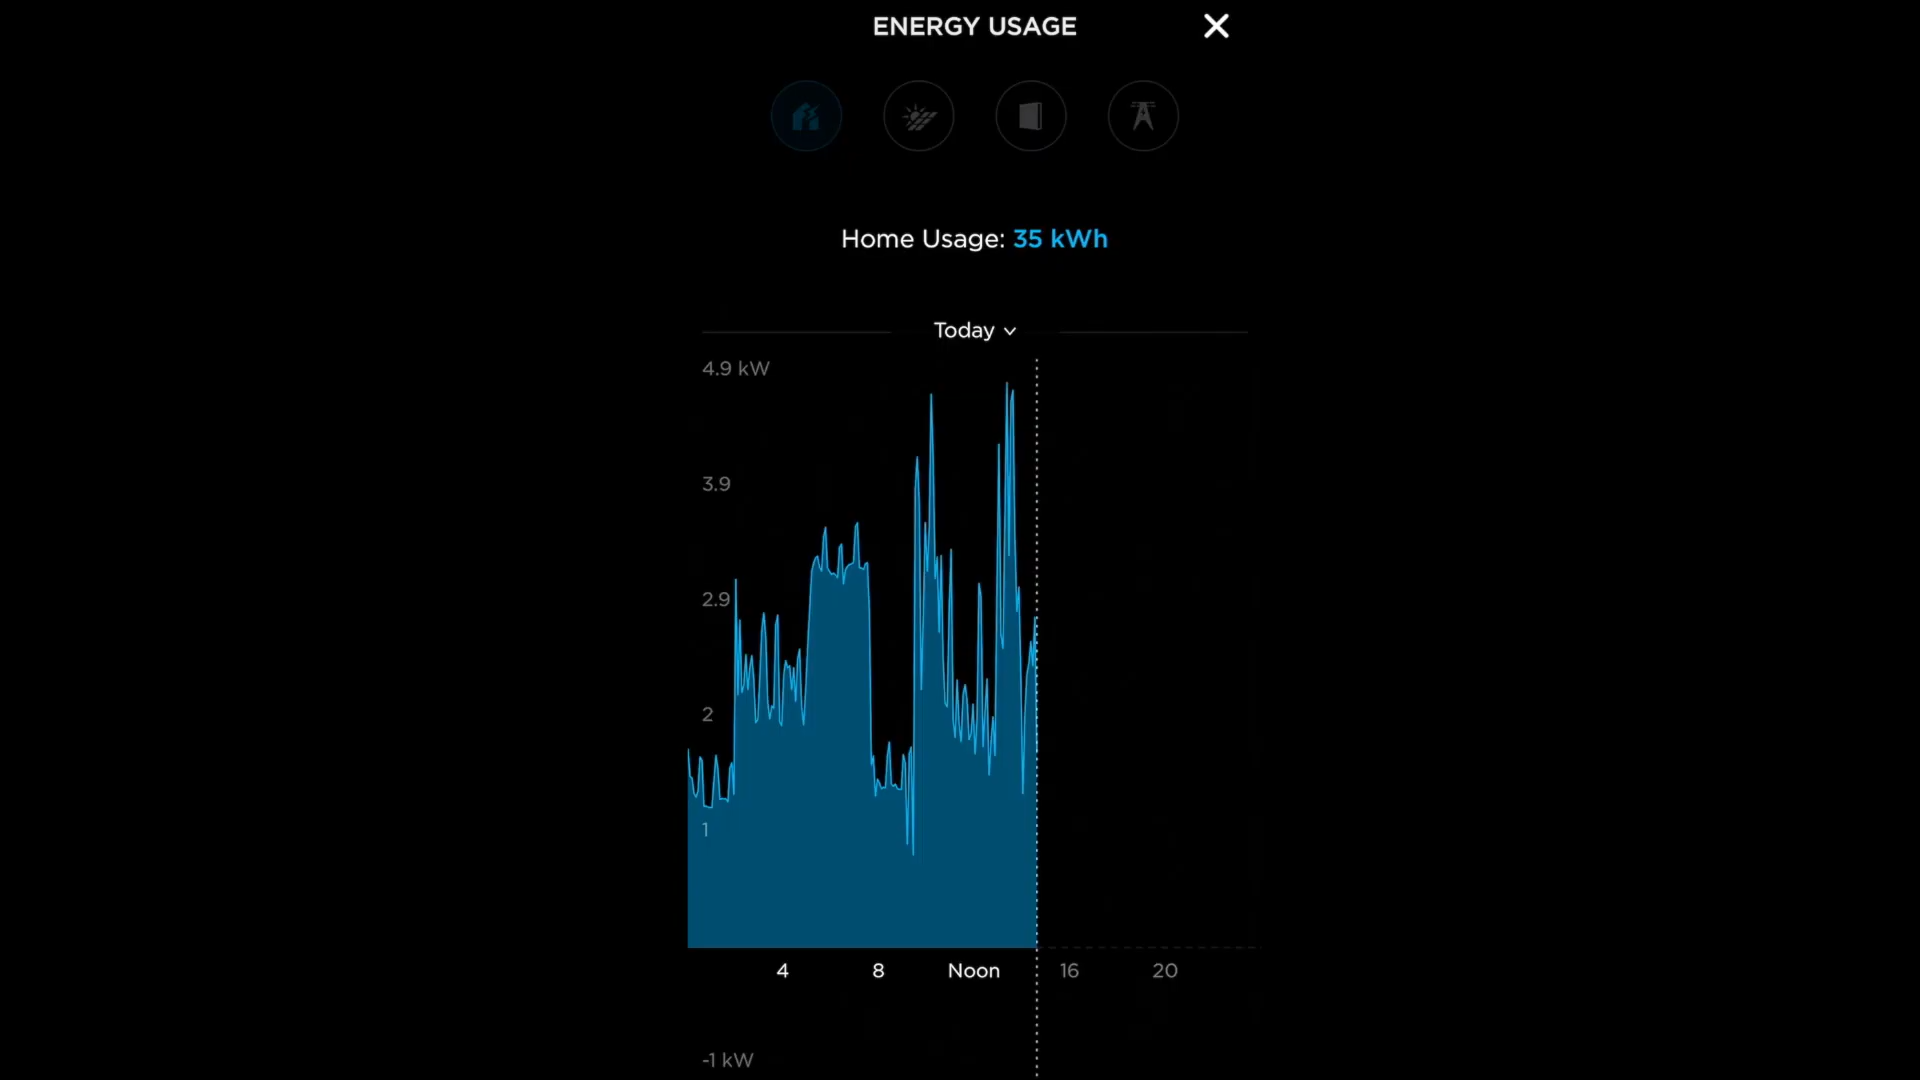 ENERGY USAGE
Home Usage: 35 kWh
Today
4.9 kW
3.9
2.9
2
1
4 8 Noon 16 20
-1 kW